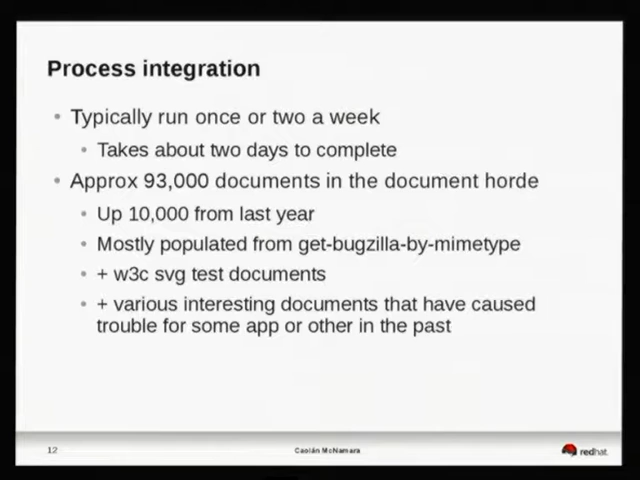 Process integration
Typically run once or two a week
Takes about two days to complete
Approx 93,000 documents in the document horde
Up 10,000 from last year
Mostly populated from get-bugzilla-by-mimetype
+ w3c svg test documents
+ various interesting documents that have caused
trouble for some app or other in the past
12
Caolán McNamara
redhat.